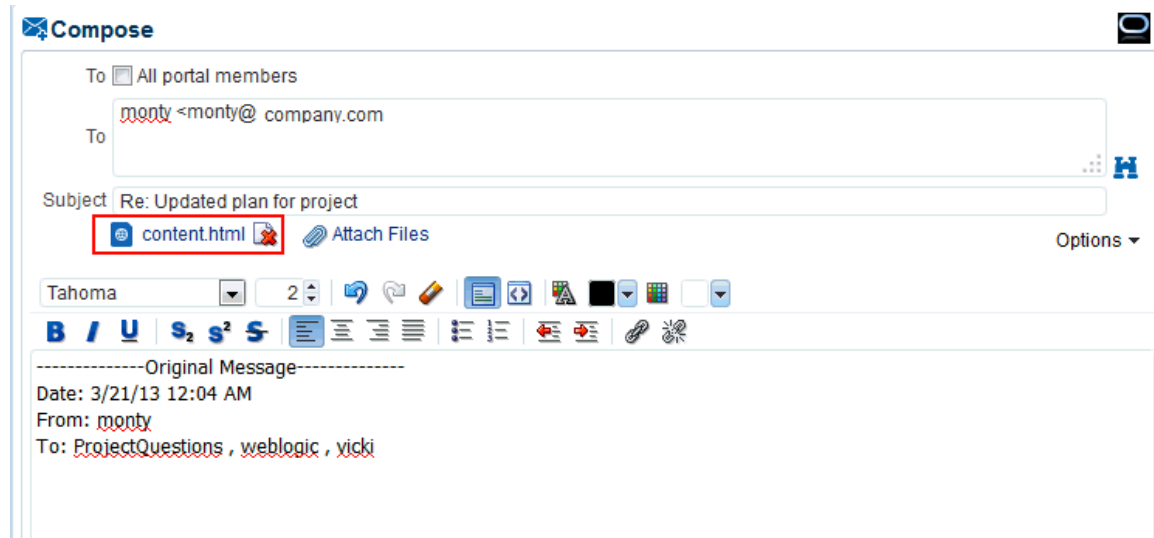 Compose
To All portal members
To monty <monty@ company.com
Subject Re: Updated plan for project
content.html Attach Files
Options
Tahoma 2
B I U S2 S2 S
--------------Original Message--------------
Date: 3/21/13 12:04 AM
From: monty
To: ProjectQuestions , weblogic , vicki